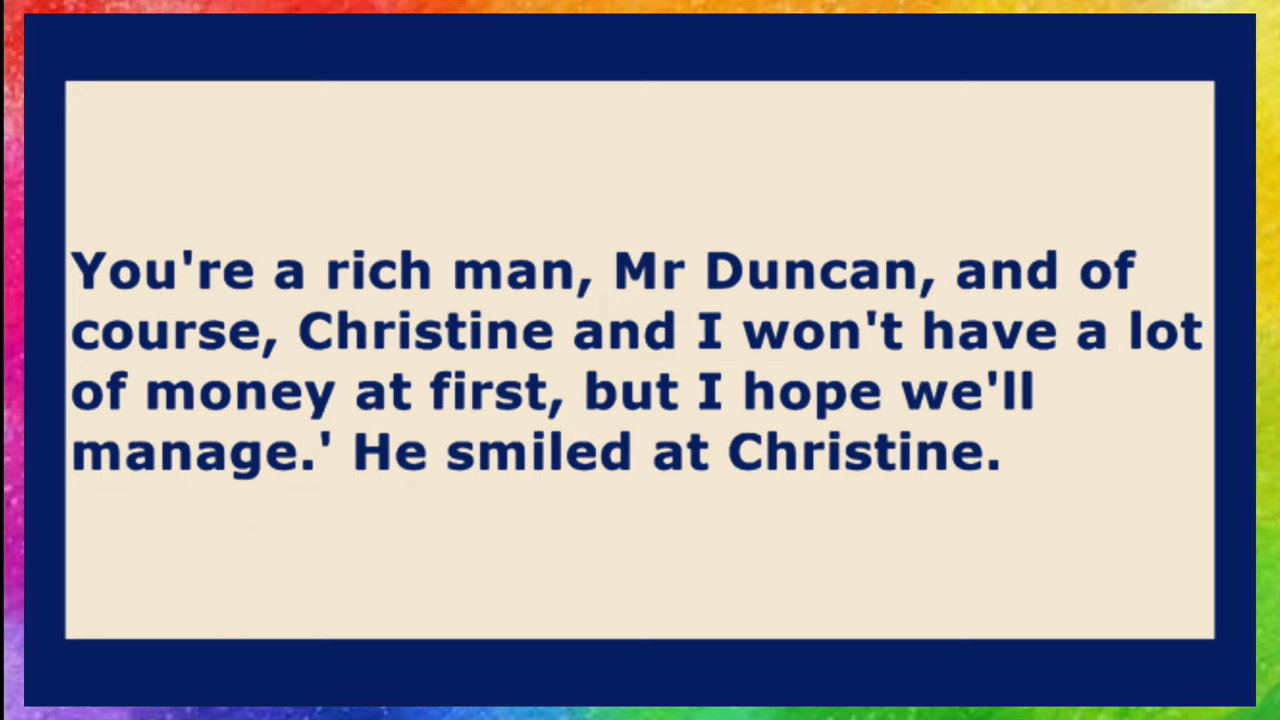 You're a rich man, Mr Duncan, and of
course, Christine and I won't have a lot
of money at first, but I hope we'll
manage.' He smiled at Christine.